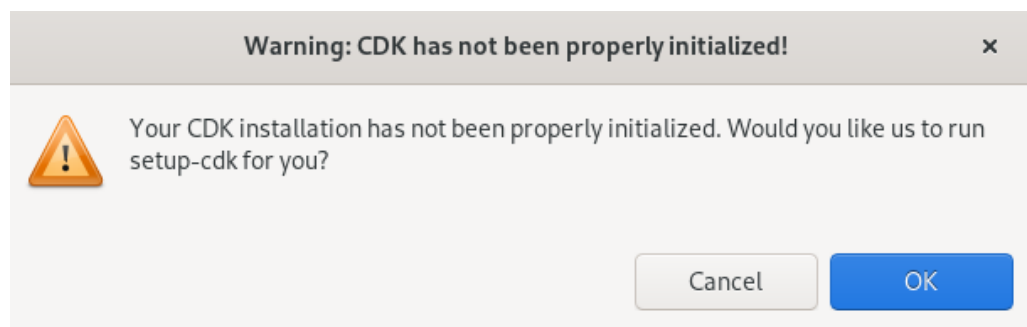 Warning: CDK has not been properly initialized!
Your CDK installation has not been properly initialized. Would you like us to run
setup-cdk for you?
Cancel
OK